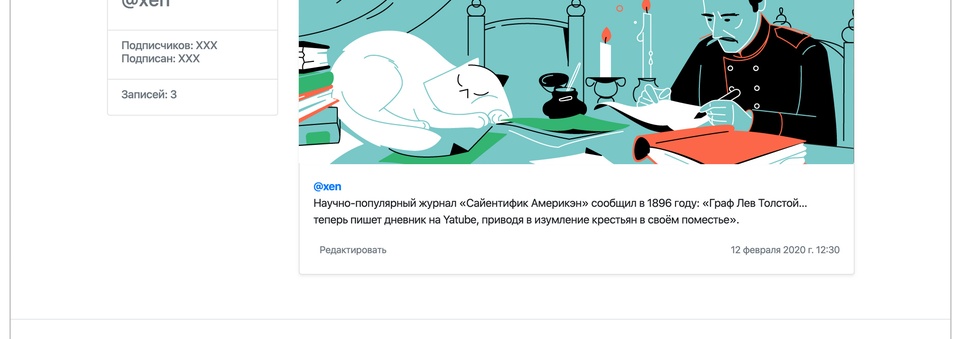 @xen
Подписчиков: XXX
Подписан: XXX
Записей: 3
@xen
Научно-популярный журнал «Сайентифик Америкэн» сообщил в 1896 году: «Граф Лев Толстой...
теперь пишет дневник на Yatube, приводя в изумление крестьян в своём поместье».
Редактировать
12 февраля 2020 г. 12:30